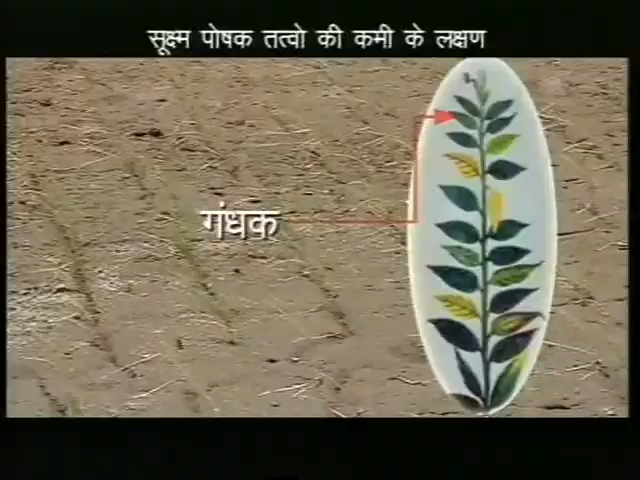 सूक्ष्म पोषक तत्वो की कमी के लक्षण
गंधक